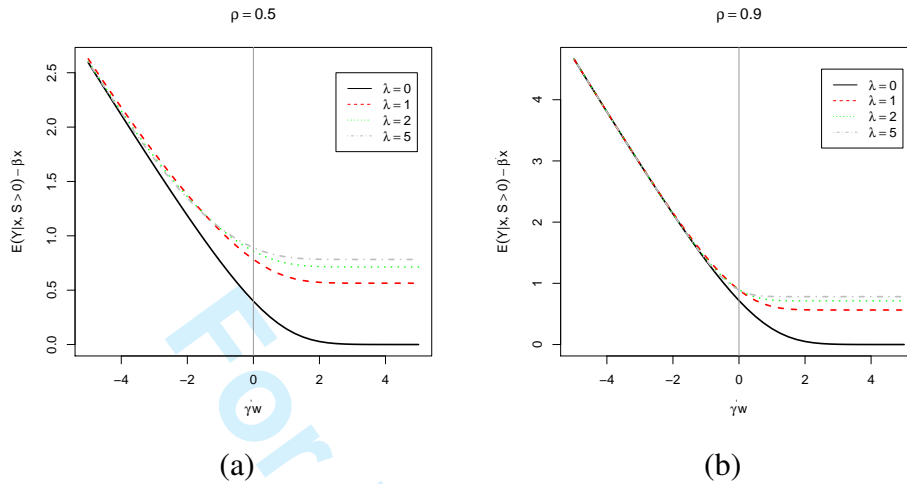 ρ = 0.5
E(Y|x, S > 0) − βx
2.5
2.0
1.5
1.0
0.5
0.0
λ = 0
λ = 1
λ = 2
λ = 5
−4
−2
0
2
4
γw
(a)
ρ = 0.9
E(Y|x, S > 0) − βx
4
3
2
1
0
λ = 0
λ = 1
λ = 2
λ = 5
−4
−2
0
2
4
γw
(b)
For